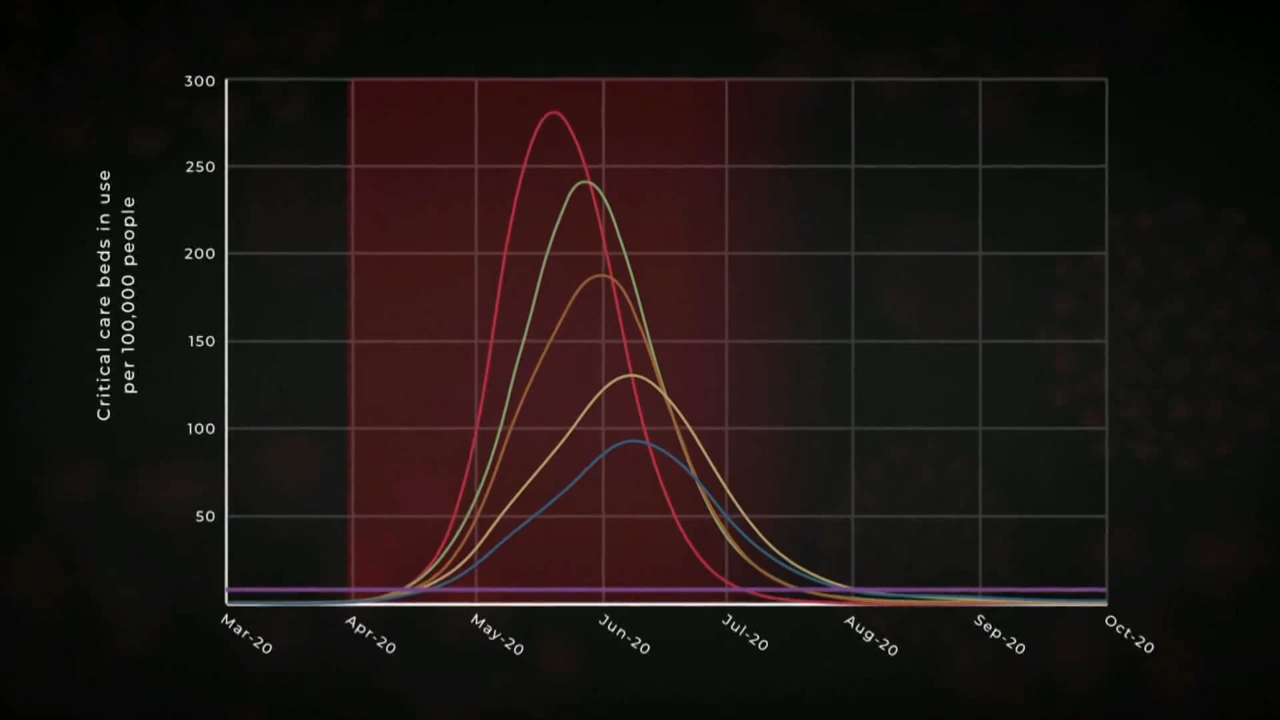 Critical care beds in use
per 100,000 people
300
250
200
150
100
50
Mar-20
Apr-20
May-20
Jun-20
Jul-20
Aug-20
Sep-20
Oct-20